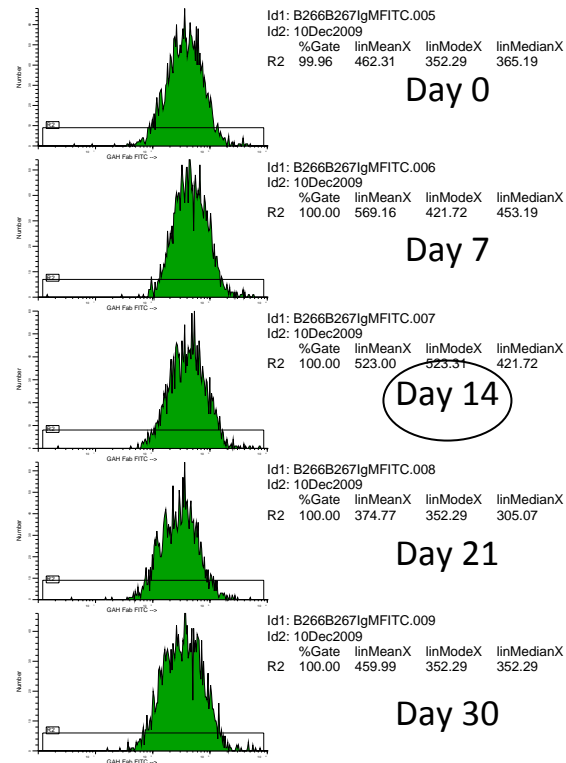 Id1: B266B267IgMFITC.005
Id2: 10Dec2009
%Gate linMeanX linModeX linMedianX
R2 99.96 462.31 352.29 365.19
Day 0
Number
R2
GAH Fab FITC -->
Id1: B266B267IgMFITC.006
Id2: 10Dec2009
%Gate linMeanX linModeX linMedianX
R2 100.00 569.16 421.72 453.19
Day 7
Number
R2
GAH Fab FITC -->
Id1: B266B267IgMFITC.007
Id2: 10Dec2009
%Gate linMeanX linModeX linMedianX
R2 100.00 523.00 523.31 421.72
Day 14
Number
R2
GAH Fab FITC -->
Id1: B266B267IgMFITC.008
Id2: 10Dec2009
%Gate linMeanX linModeX linMedianX
R2 100.00 374.77 352.29 305.07
Day 21
Number
R2
GAH Fab FITC -->
Id1: B266B267IgMFITC.009
Id2: 10Dec2009
%Gate linMeanX linModeX linMedianX
R2 100.00 459.99 352.29 352.29
Day 30
Number
R2
GAH Fab FITC -->